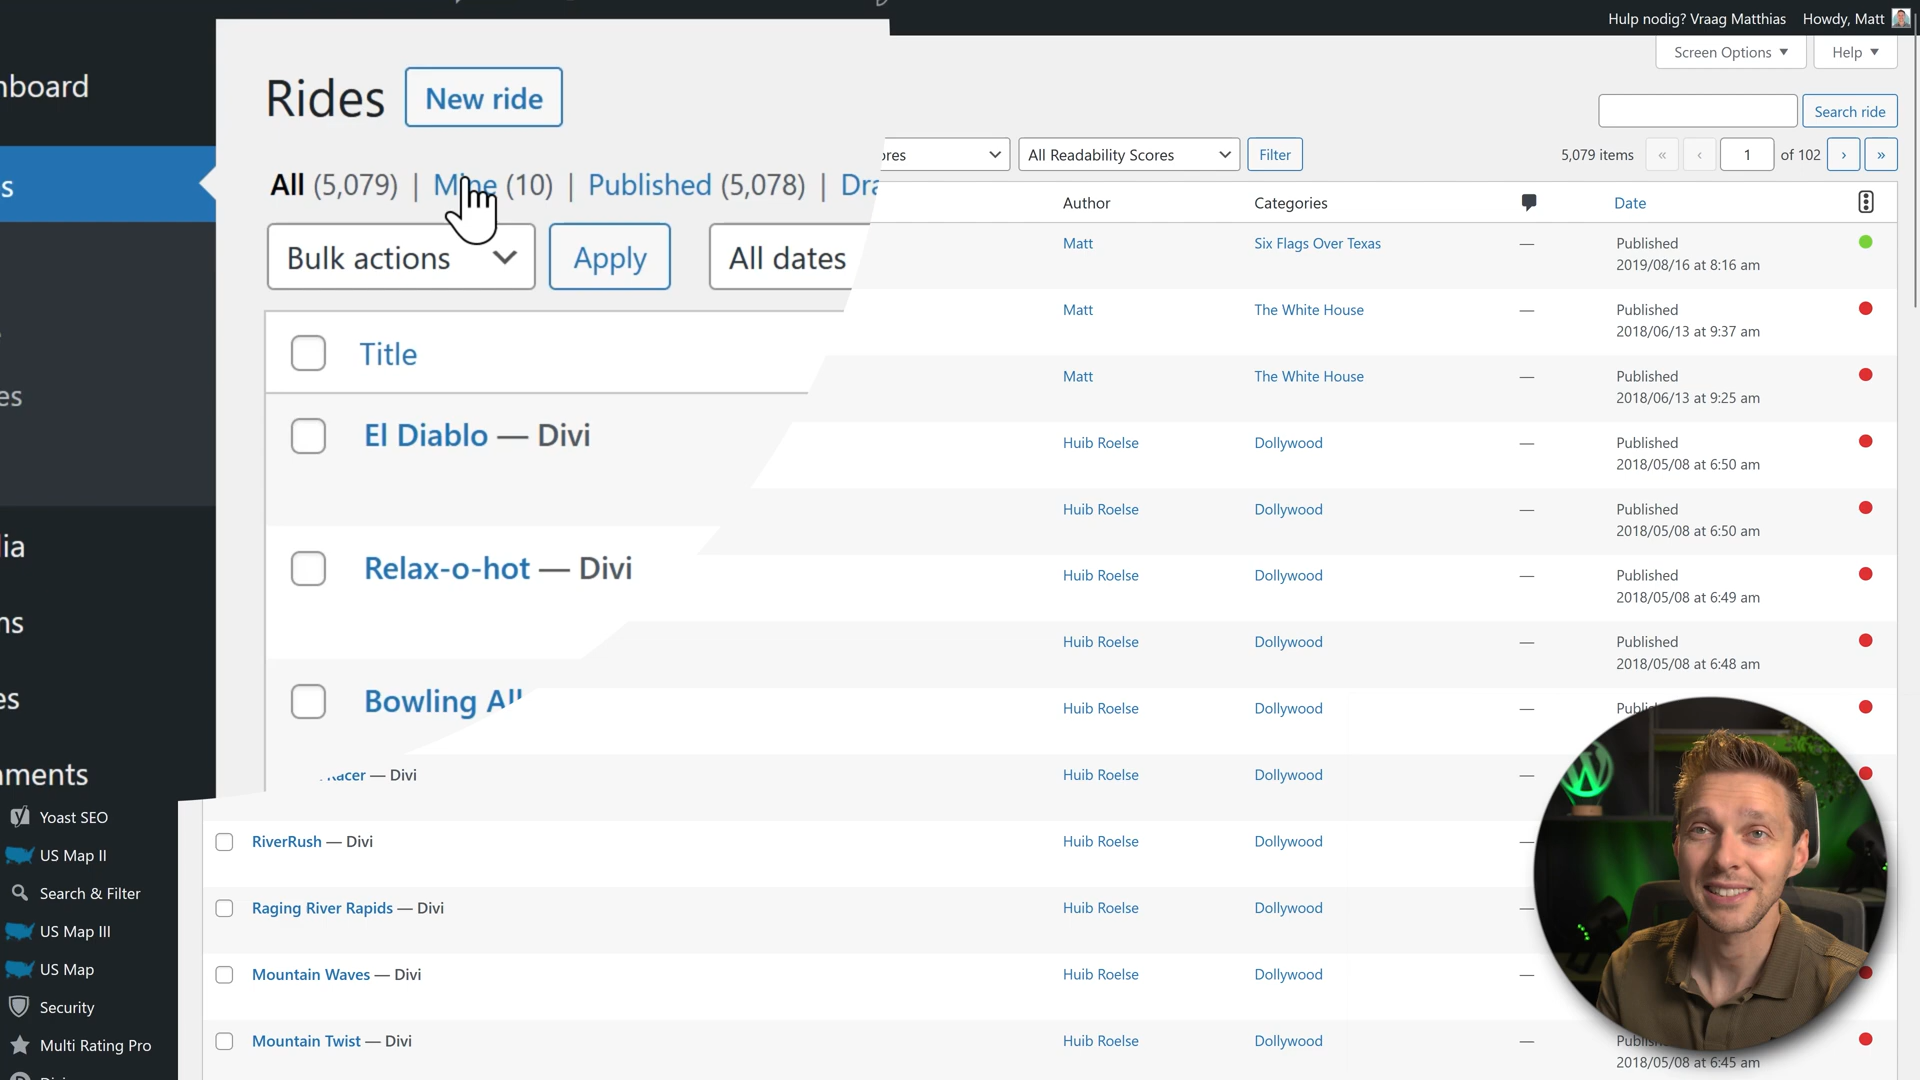 Hulp nodig? Vraag Matthias Howdy, Matt
Screen Options Help
Search ride
5,079 items « ‹ 1 of 102 › »
All Readability Scores Filter
Rides New ride
All (5,079) | Mine (10) | Published (5,078) |
Bulk actions Apply All dates
Title Author Categories Date
El Diablo — Divi
Relax-o-hot — Divi
Bowling
Matt Six Flags Over Texas — Published
2019/08/16 at 8:16 am
Matt The White House — Published
2018/06/13 at 9:37 am
Matt The White House — Published
2018/06/13 at 9:25 am
Huib Roelse Dollywood — Published
2018/05/08 at 6:50 am
Huib Roelse Dollywood — Published
2018/05/08 at 6:50 am
Huib Roelse Dollywood — Published
2018/05/08 at 6:49 am
Huib Roelse Dollywood — Published
2018/05/08 at 6:48 am
Huib Roelse Dollywood —
— Divi Huib Roelse Dollywood —
RiverRush — Divi Huib Roelse Dollywood —
Raging River Rapids — Divi Huib Roelse Dollywood —
Mountain Waves — Divi Huib Roelse Dollywood —
Mountain Twist — Divi Huib Roelse Dollywood —
2018/05/08 at 6:45 am
Yoast SEO
US Map II
Search & Filter
US Map III
US Map
Security
Multi Rating Pro